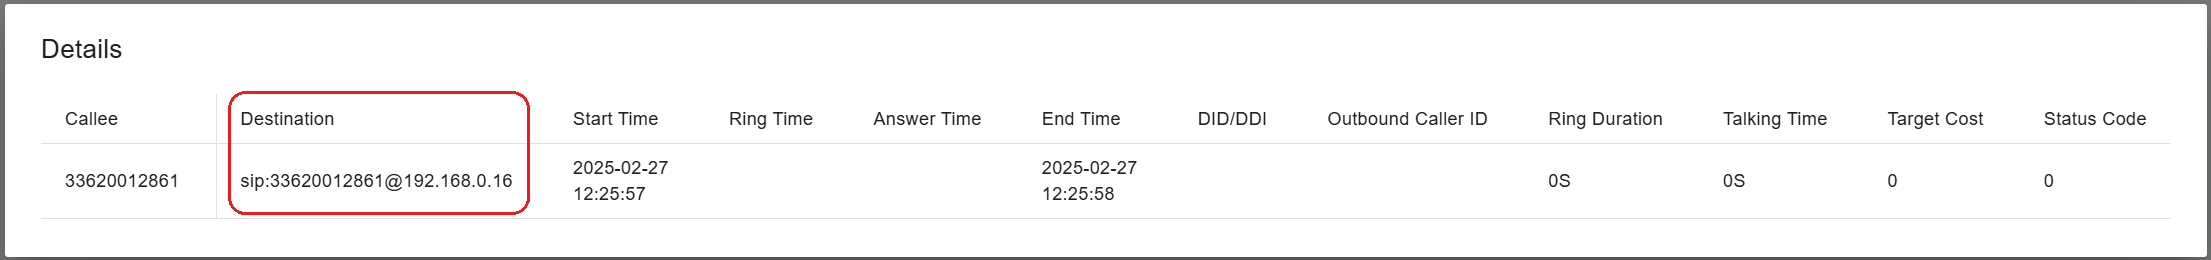 Details
Callee Destination Start Time Ring Time Answer Time End Time DID/DDI Outbound Caller ID Ring Duration Talking Time Target Cost Status Code
33620012861 sip:33620012861@192.168.0.16 2025-02-27 12:25:57 2025-02-27 12:25:58 0S 0S 0 0